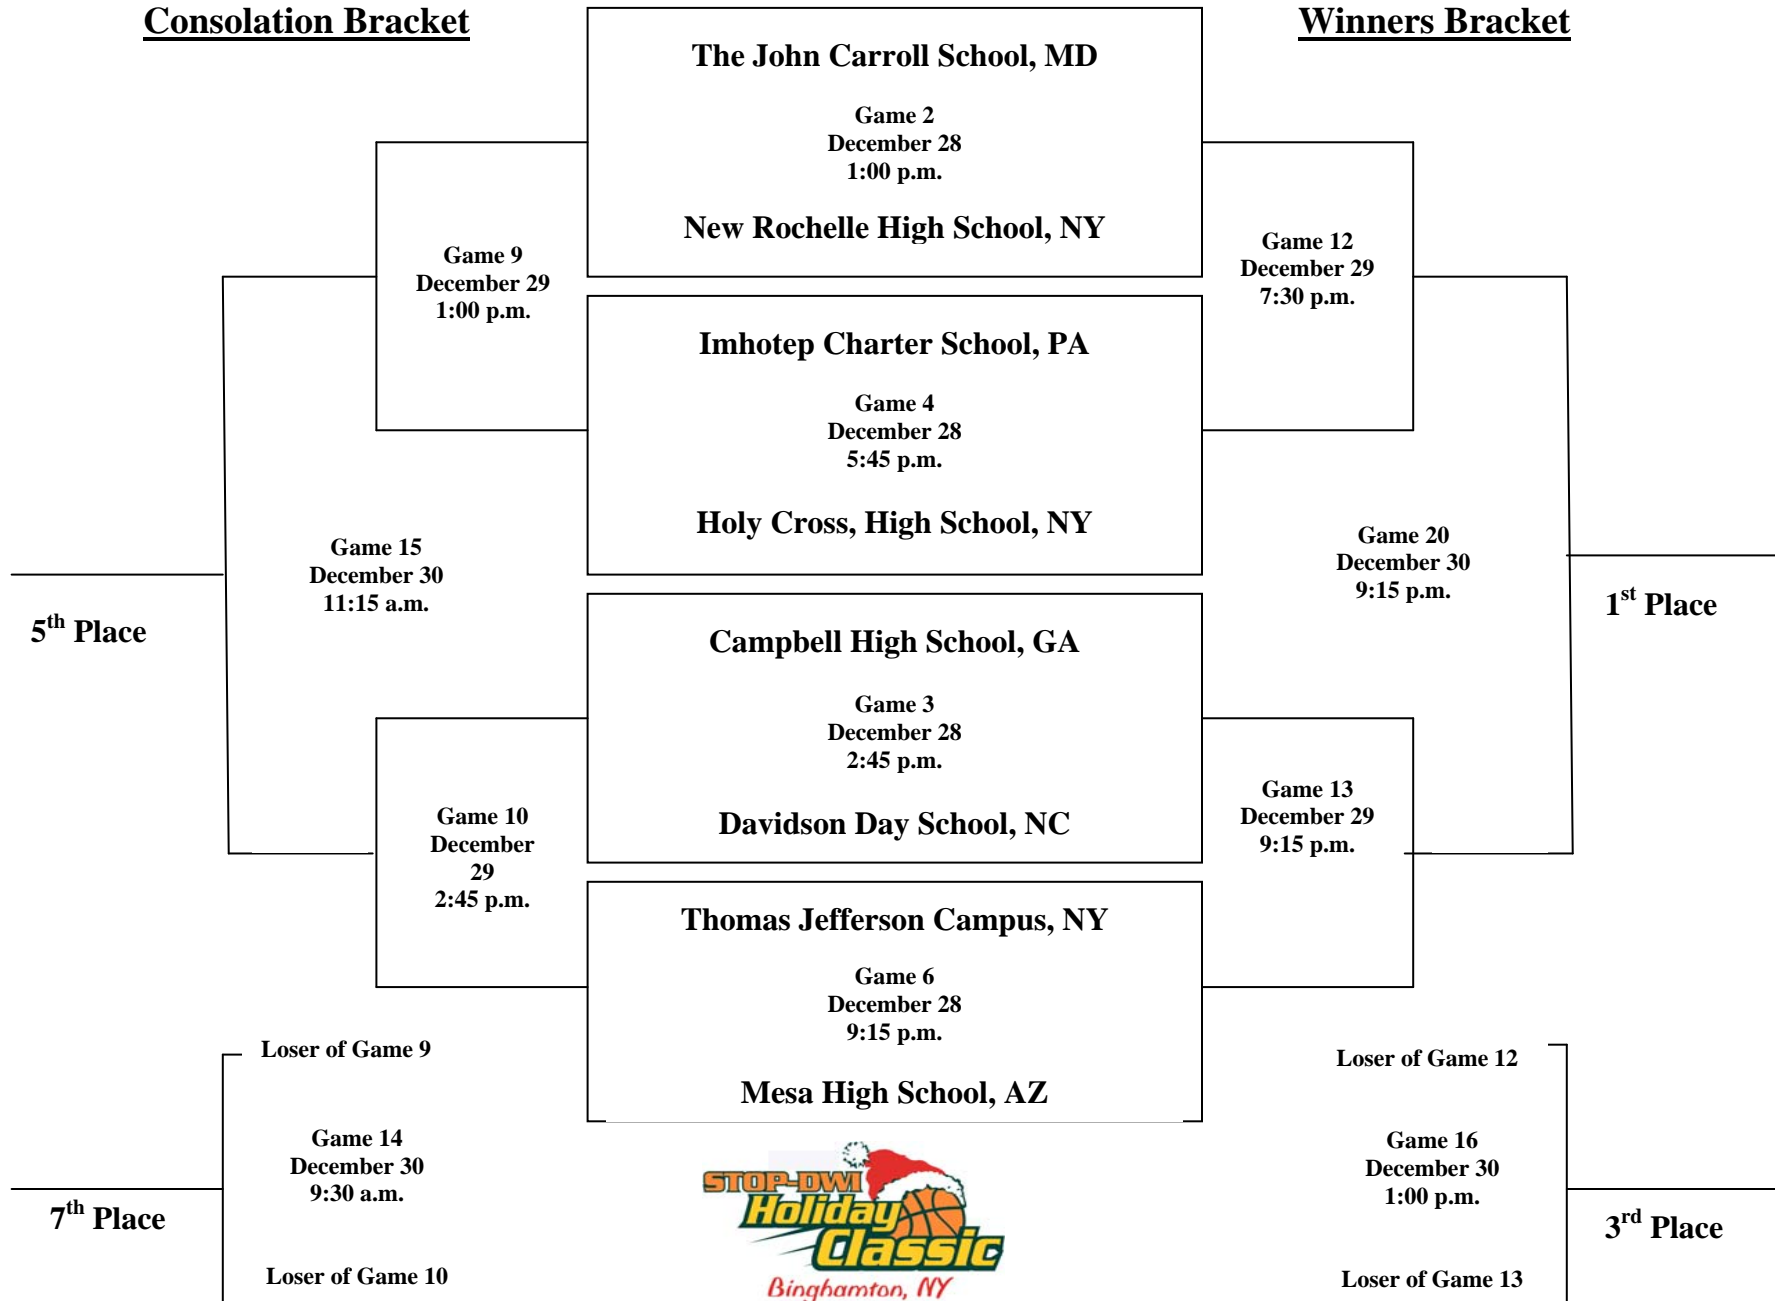 Consolation Bracket
Winners Bracket
The John Carroll School, MD
Game 2
December 28
1:00 p.m.
New Rochelle High School, NY
Game 9
December 29
1:00 p.m.
Game 12
December 29
7:30 p.m.
Imhotep Charter School, PA
Game 4
December 28
5:45 p.m.
Holy Cross, High School, NY
Game 15
December 30
11:15 a.m.
5th Place
Game 20
December 30
9:15 p.m.
1st Place
Campbell High School, GA
Game 3
December 28
2:45 p.m.
Davidson Day School, NC
Game 10
December
29
2:45 p.m.
Game 13
December 29
9:15 p.m.
Thomas Jefferson Campus, NY
Game 6
December 28
9:15 p.m.
Mesa High School, AZ
Loser of Game 9
Game 14
December 30
9:30 a.m.
7th Place
Loser of Game 10
Loser of Game 12
Game 16
December 30
1:00 p.m.
3rd Place
Loser of Game 13
STOP-DWI
Holiday
Classic
Binghamton, NY